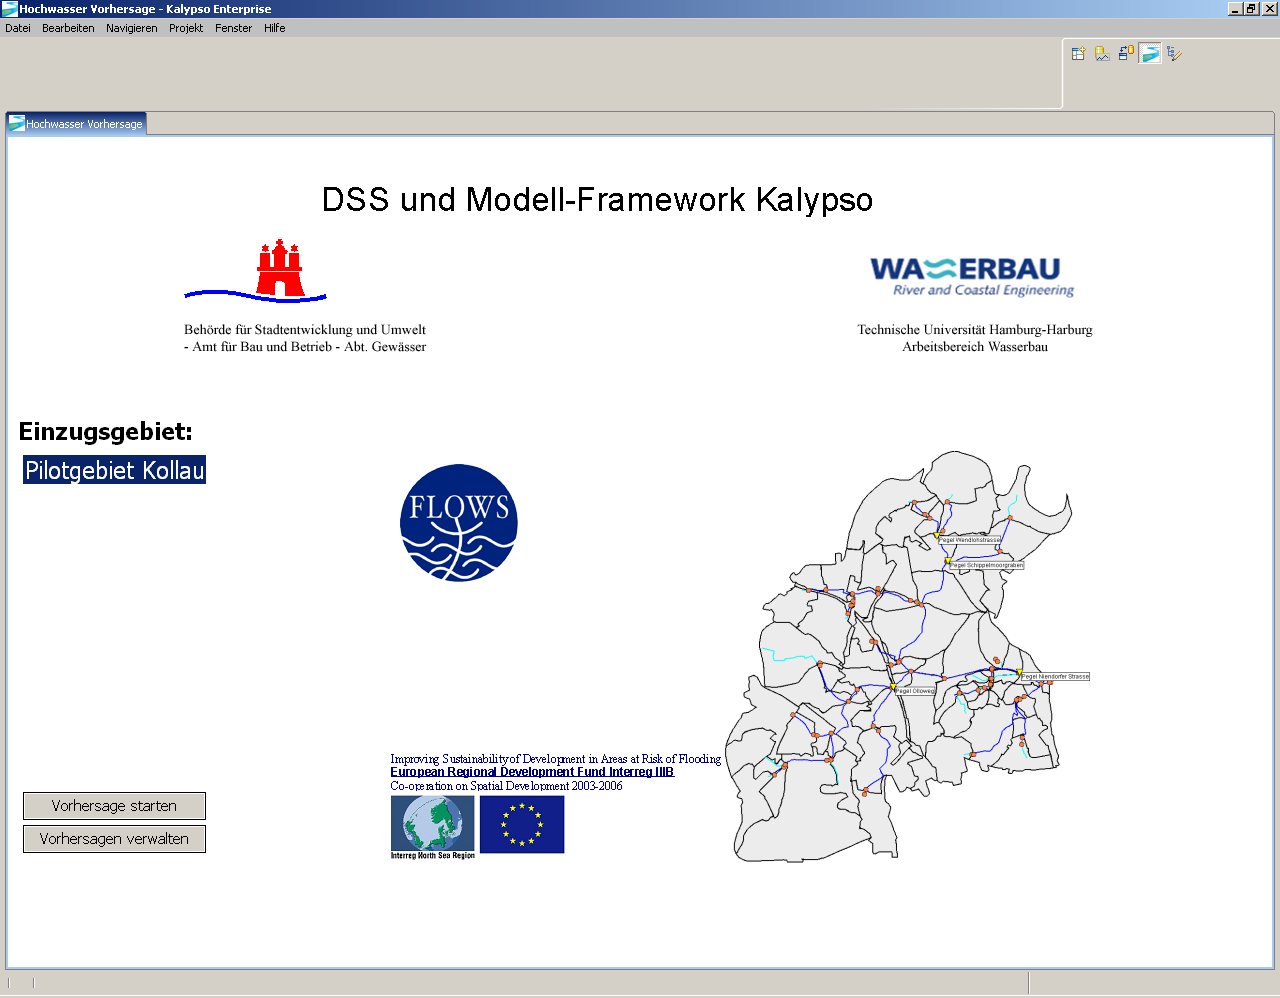 Hochwasser Vorhersage - Kalypso Enterprise
Datei Bearbeiten Navigieren Projekt Fenster Hilfe
Hochwasser Vorhersage
DSS und Modell-Framework Kalypso
WASSERBAU
River and Coastal Engineering
Behörde für Stadtentwicklung und Umwelt
- Amt für Bau und Betrieb - Abt. Gewässer
Technische Universität Hamburg-Harburg
Arbeitsbereich Wasserbau
Einzugsgebiet:
Pilotgebiet Kollau
FLOWS
Pegel Wendlohstrasse
Pegel Schippelmoorgraben
Pegel Niendorfer Strasse
Pegel Olloweg
Improving Sustainability of Development in Areas at Risk of Flooding
European Regional Development Fund Interreg IIIB
Co-operation on Spatial Development 2003-2006
Interreg North Sea Region
Vorhersage starten
Vorhersagen verwalten